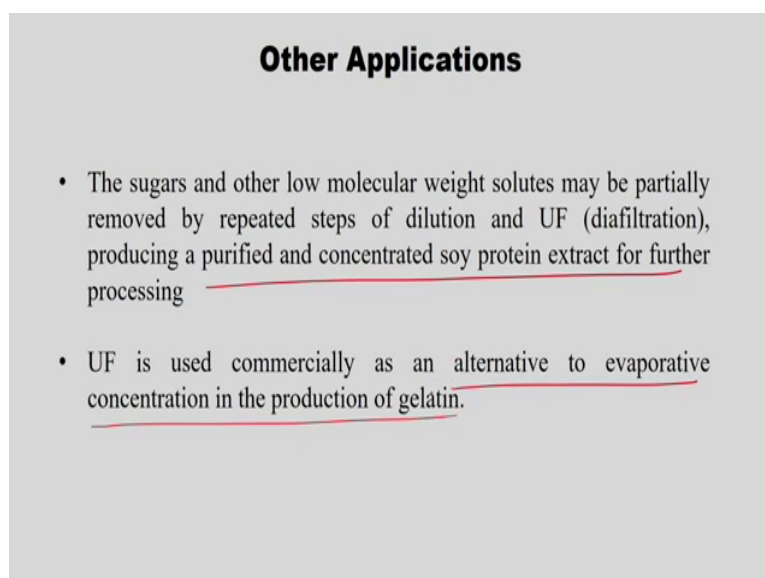 Other Applications
• The sugars and other low molecular weight solutes may be partially
removed by repeated steps of dilution and UF (diafiltration),
producing a purified and concentrated soy protein extract for further
processing
• UF is used commercially as an alternative to evaporative
concentration in the production of gelatin.